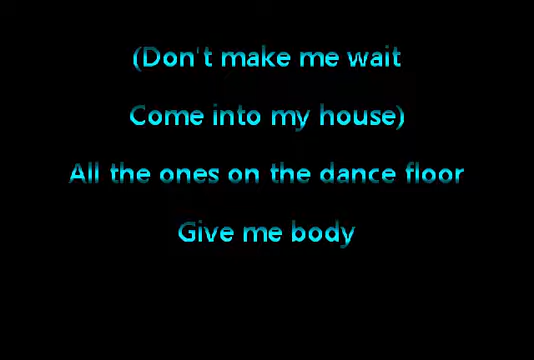 (Don't make me wait
Come into my house)
All the ones on the dance floor
Give me body